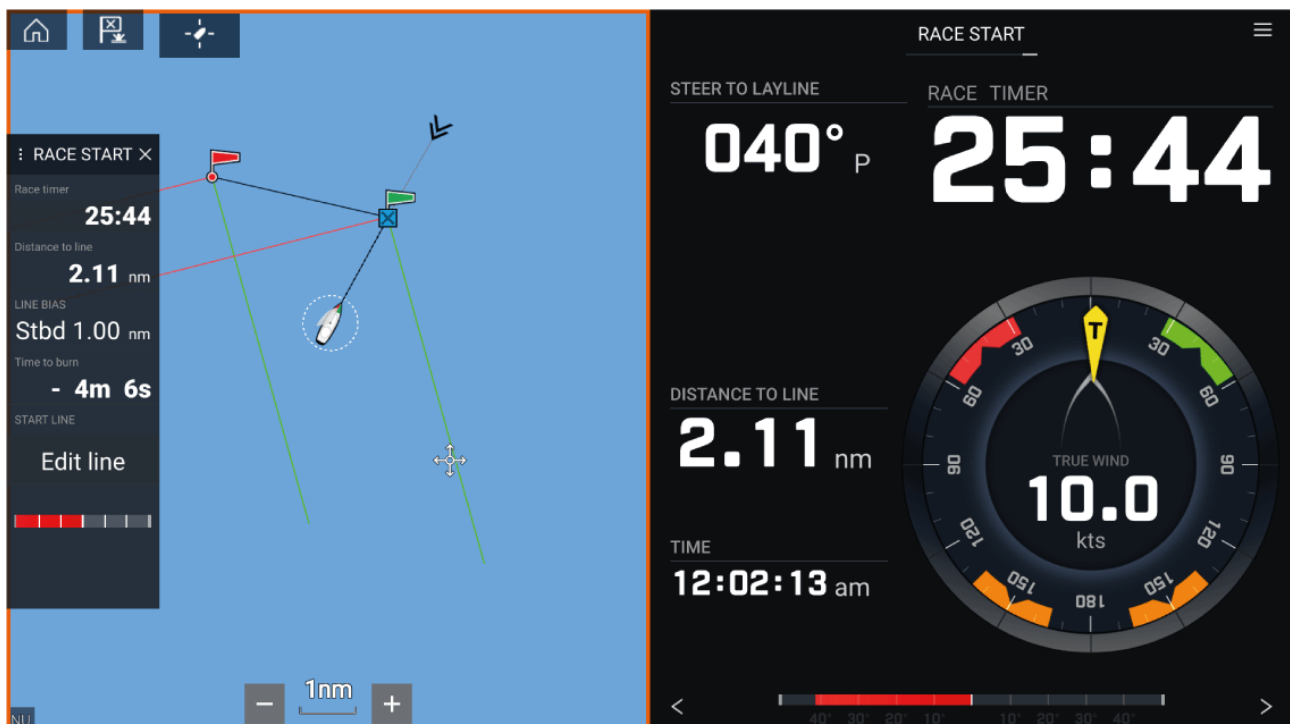 RACE START
Race timer
25:44
Distance to line
2.11 nm
LINE BIAS
Stbd 1.00 nm
Time to burn
- 4m 6s
START LINE
Edit line
1nm
NU
RACE START
STEER TO LAYLINE
040° P
RACE TIMER
25:44
DISTANCE TO LINE
2.11 nm
TIME
12:02:13 am
T
30 30
60 60
90 90
120 120
150 150
180
TRUE WIND
10.0
kts
40° 30° 20° 10° 10° 20° 30° 40°